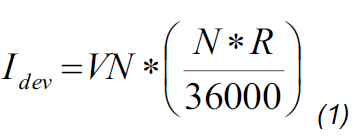 I_dev = VN * ( N * R / 36000 ) (1)